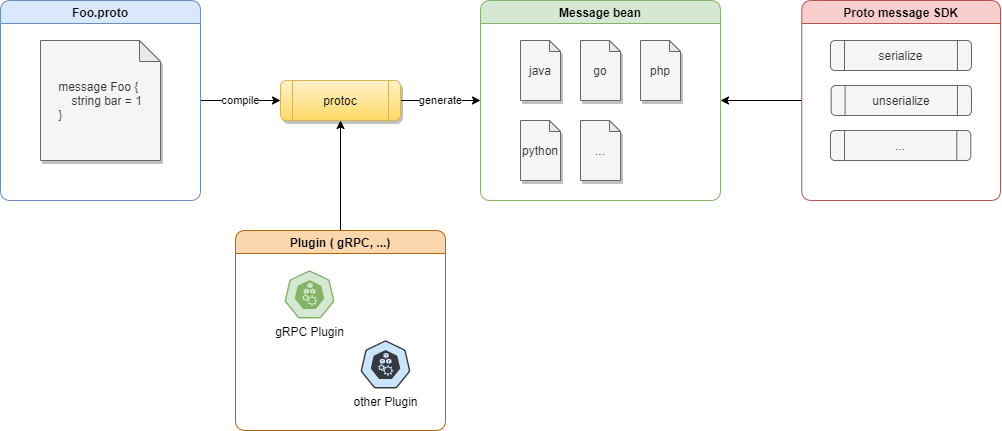 Foo.proto
message Foo {
string bar = 1
}
compile
protoc
generate
Message bean
java
go
php
python
...
Proto message SDK
serialize
unserialize
...
Plugin ( gRPC, ...)
gRPC Plugin
other Plugin